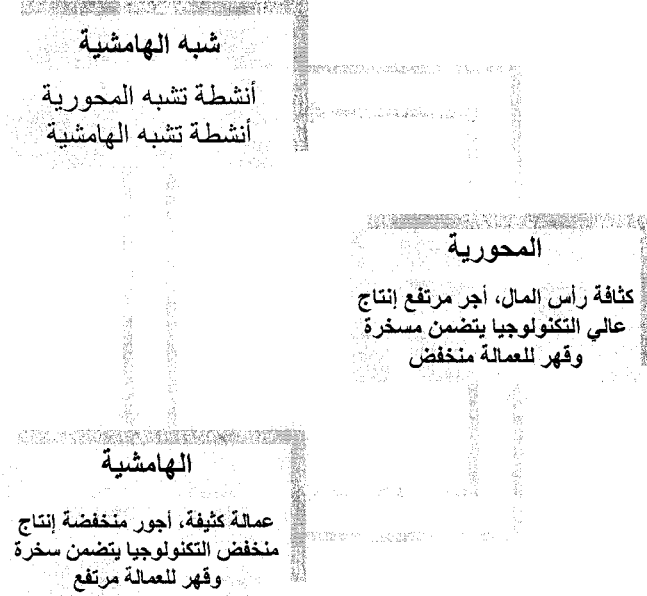 شبه الهامشية
أنشطة تشبه المحورية
أنشطة تشبه الهامشية
المحورية
كثافة رأس المال، أجر مرتفع إنتاج
عالي التكنولوجيا يتضمن مسخرة
وقهر للعمالة منخفض
الهامشية
عمالة كثيفة، أجور منخفضة إنتاج
منخفض التكنولوجيا يتضمن سخرة
وقهر للعمالة مرتفع